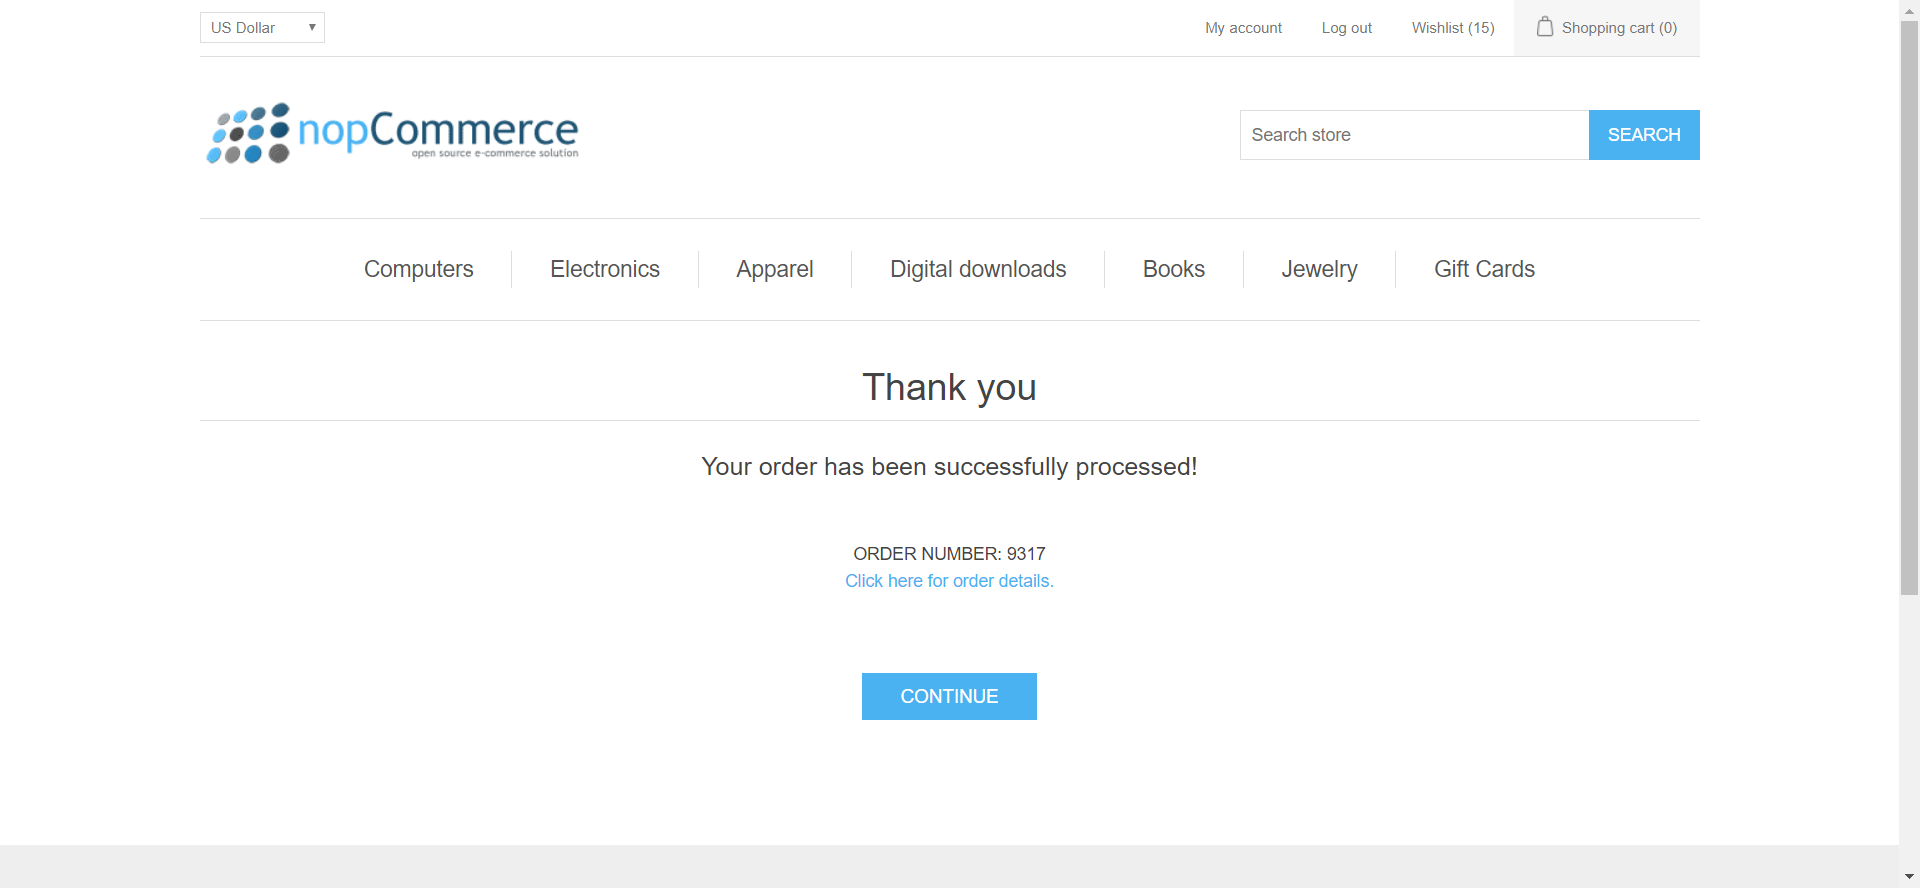 US Dollar
My account
Log out
Wishlist (15)
Shopping cart (0)
nopCommerce
open source e-commerce solution
Search store
SEARCH
Computers
Electronics
Apparel
Digital downloads
Books
Jewelry
Gift Cards
Thank you
Your order has been successfully processed!
ORDER NUMBER: 9317
Click here for order details.
CONTINUE